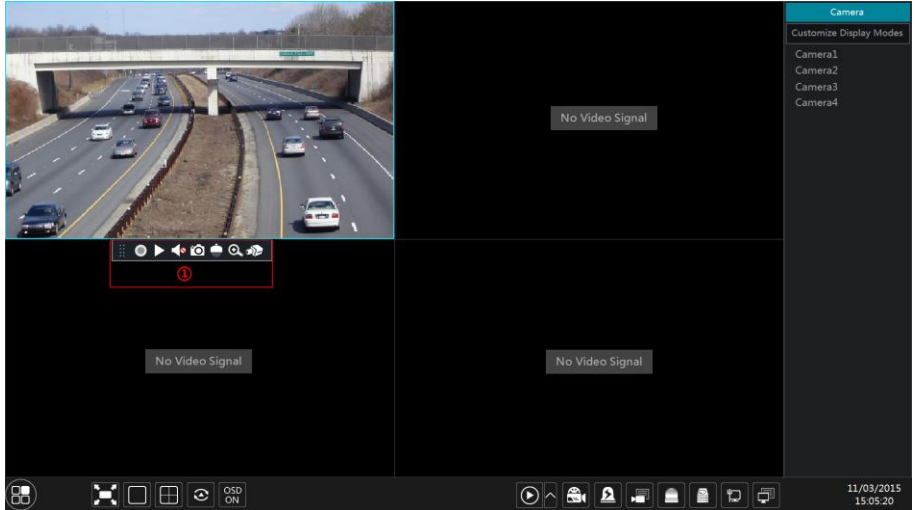 Camera
Customize Display Modes
Camera1
Camera2
Camera3
Camera4
No Video Signal
①
No Video Signal
No Video Signal
OSD
ON
11/03/2015
15:05:20